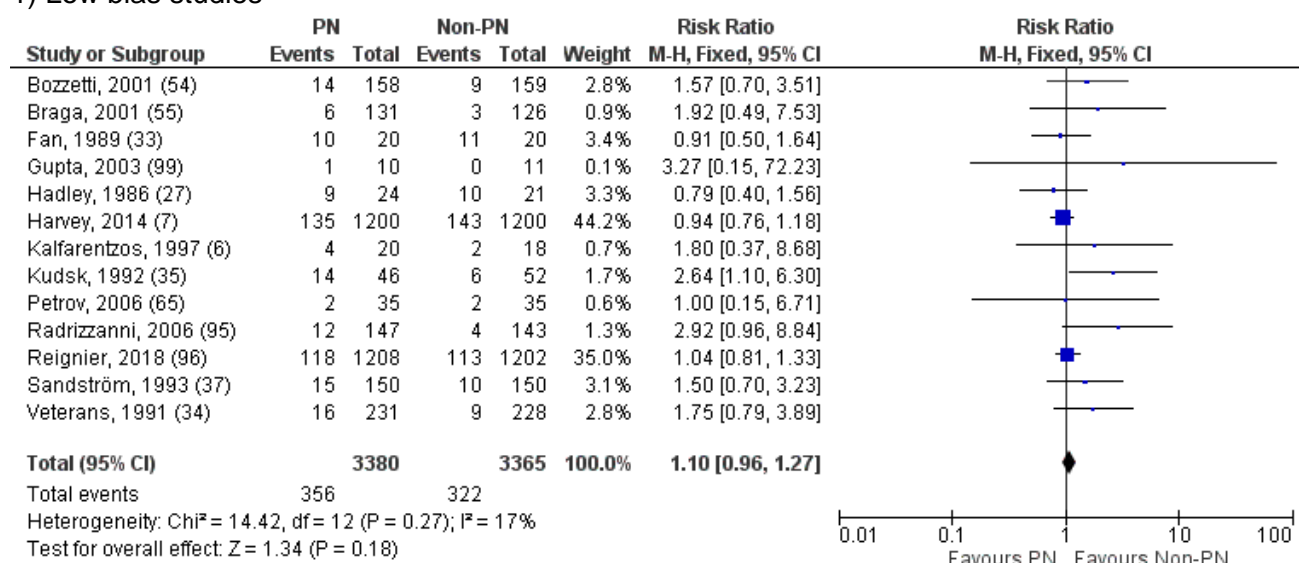 1) Low bias studies
PN Non-PN Risk Ratio Risk Ratio
Study or Subgroup Events Total Events Total Weight M-H, Fixed, 95% CI M-H, Fixed, 95% CI
Bozzetti, 2001 (54) 14 158 9 159 2.8% 1.57 [0.70, 3.51]
Braga, 2001 (55) 6 131 3 126 0.9% 1.92 [0.49, 7.53]
Fan, 1989 (33) 10 20 11 20 3.4% 0.91 [0.50, 1.64]
Gupta, 2003 (99) 1 10 0 11 0.1% 3.27 [0.15, 72.23]
Hadley, 1986 (27) 9 24 10 21 3.3% 0.79 [0.40, 1.56]
Harvey, 2014 (7) 135 1200 143 1200 44.2% 0.94 [0.76, 1.18]
Kalfarentzos, 1997 (6) 4 20 2 18 0.7% 1.80 [0.37, 8.68]
Kudsk, 1992 (35) 14 46 6 52 1.7% 2.64 [1.10, 6.30]
Petrov, 2006 (65) 2 35 2 35 0.6% 1.00 [0.15, 6.71]
Radrizzanni, 2006 (95) 12 147 4 143 1.3% 2.92 [0.96, 8.84]
Reignier, 2018 (96) 118 1208 113 1202 35.0% 1.04 [0.81, 1.33]
Sandström, 1993 (37) 15 150 10 150 3.1% 1.50 [0.70, 3.23]
Veterans, 1991 (34) 16 231 9 228 2.8% 1.75 [0.79, 3.89]
Total (95% CI) 3380 3365 100.0% 1.10 [0.96, 1.27]
Total events 356 322
Heterogeneity: Chi² = 14.42, df = 12 (P = 0.27); I² = 17%
Test for overall effect: Z = 1.34 (P = 0.18)
0.01 0.1 1 10 100
Favours PN Favours Non-PN